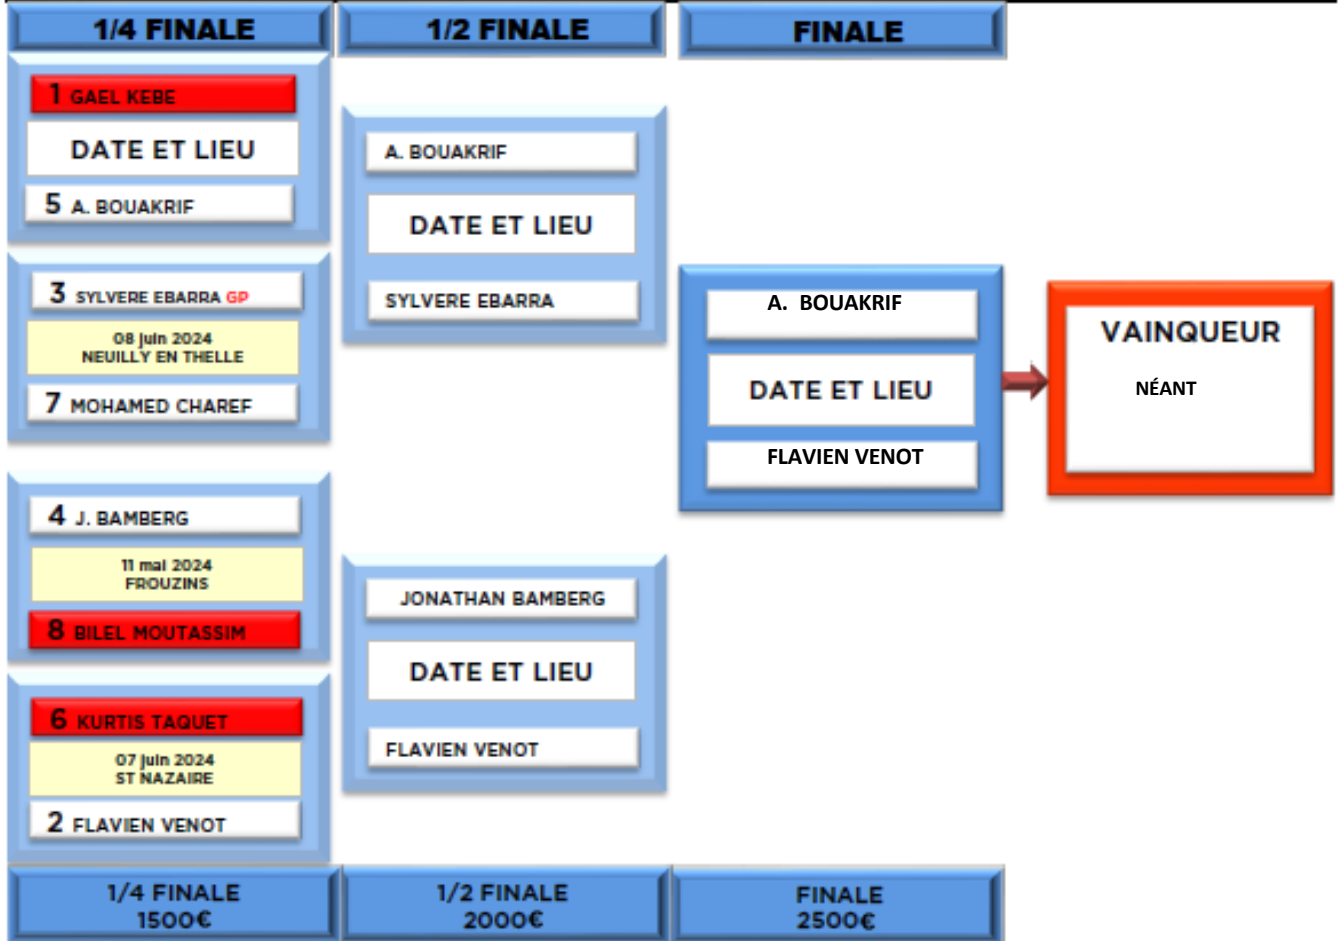 1/4 FINALE
1/2 FINALE
FINALE
1 GAEL KEBE
DATE ET LIEU
5 A. BOUAKRIF
3 SYLVERE EBARRA GP
08 juin 2024
NEUILLY EN THELLE
7 MOHAMED CHAREF
4 J. BAMBERG
11 mai 2024
FROUZINS
8 BILEL MOUTASSIM
6 KURTIS TAQUET
07 juin 2024
ST NAZAIRE
2 FLAVIEN VENOT
A. BOUAKRIF
DATE ET LIEU
SYLVERE EBARRA
JONATHAN BAMBERG
DATE ET LIEU
FLAVIEN VENOT
A. BOUAKRIF
DATE ET LIEU
FLAVIEN VENOT
VAINQUEUR
NÉANT
1/4 FINALE
1500€
1/2 FINALE
2000€
FINALE
2500€